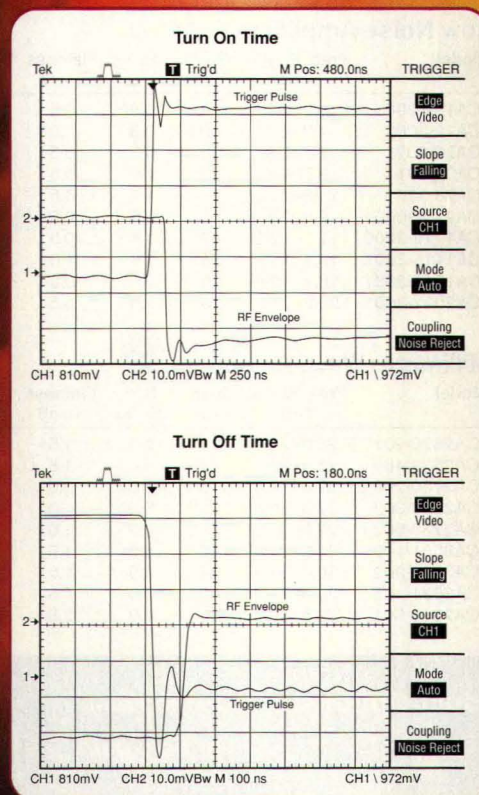 Turn On Time
Tek T Trig'd M Pos: 480.0ns TRIGGER
Trigger Pulse
Edge
Video
Slope
Falling
2
Source
CH1
1
Mode
Auto
RF Envelope
Coupling
Noise Reject
CH1 810mV CH2 10.0mVBw M 250 ns CH1 \ 972mV
Turn Off Time
Tek T Trig'd M Pos: 180.0ns TRIGGER
Edge
Video
Slope
Falling
RF Envelope
Source
CH1
2
1
Mode
Auto
Trigger Pulse
Coupling
Noise Reject
CH1 810mV CH2 10.0mVBw M 100 ns CH1 \ 972mV